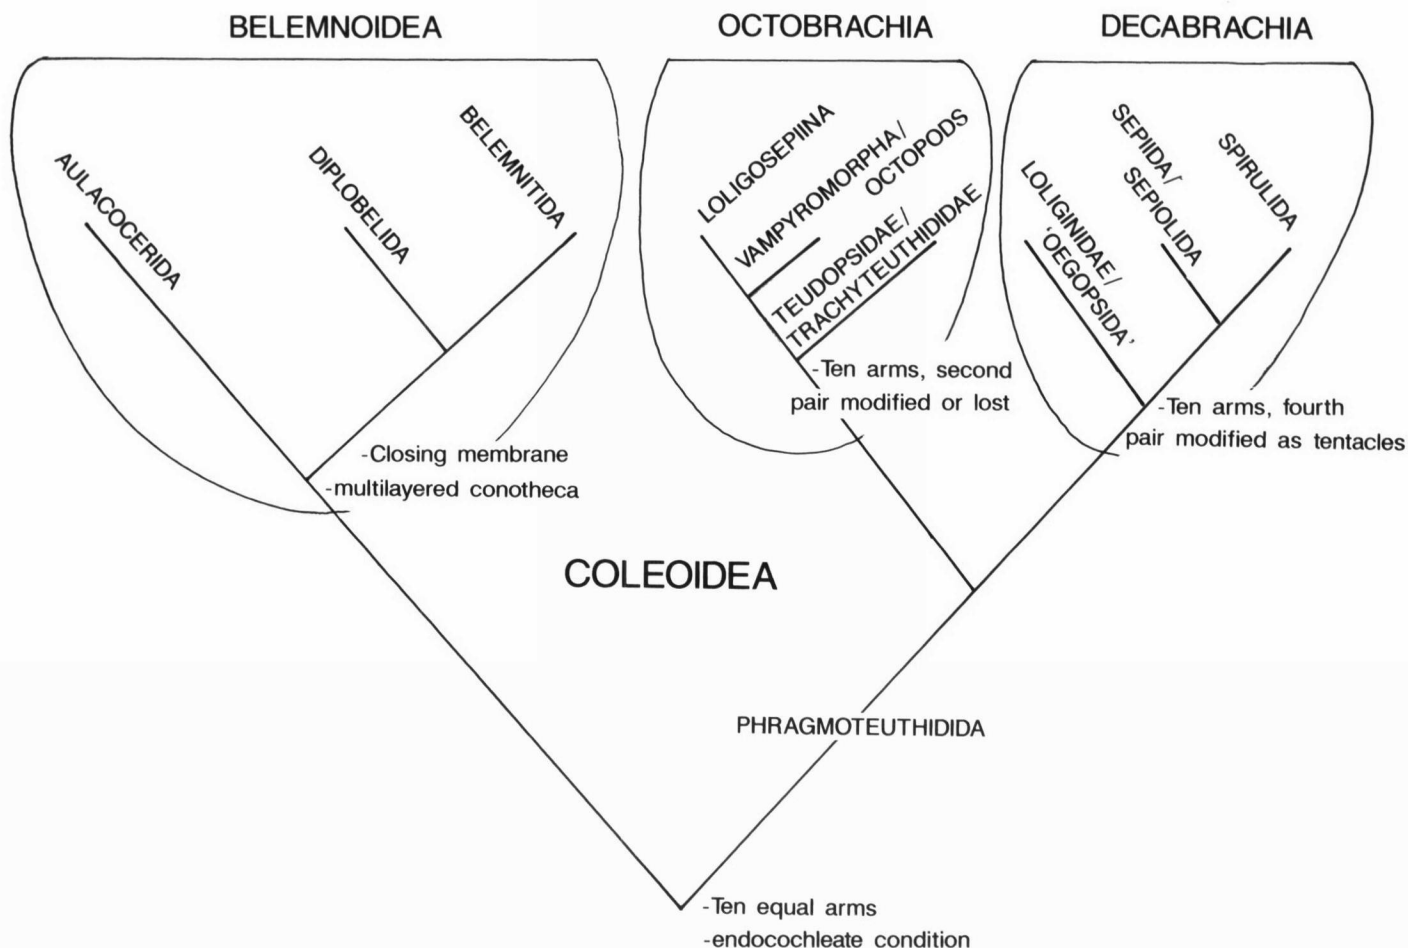 BELEMNOIDEA
OCTOBRACHIA
DECABRACHIA
AULACOCERIDA
DIPLOBELIDA
BELEMNITIDA
LOLIGOSEPIINA
VAMPYROMORPHA/
OCTOPODS
TEUDOPSIDAE/
TRACHYTEUTHIDIDAE
LOLIGINIDAE/
'OEGOPSIDA'
SEPIIDA/
SEPIOLIDA
SPIRULIDA
-Ten arms, second
pair modified or lost
-Ten arms, fourth
pair modified as tentacles
-Closing membrane
-multilayered conotheca
COLEOIDEA
PHRAGMOTEUTHIDIDA
-Ten equal arms
-endocochleate condition